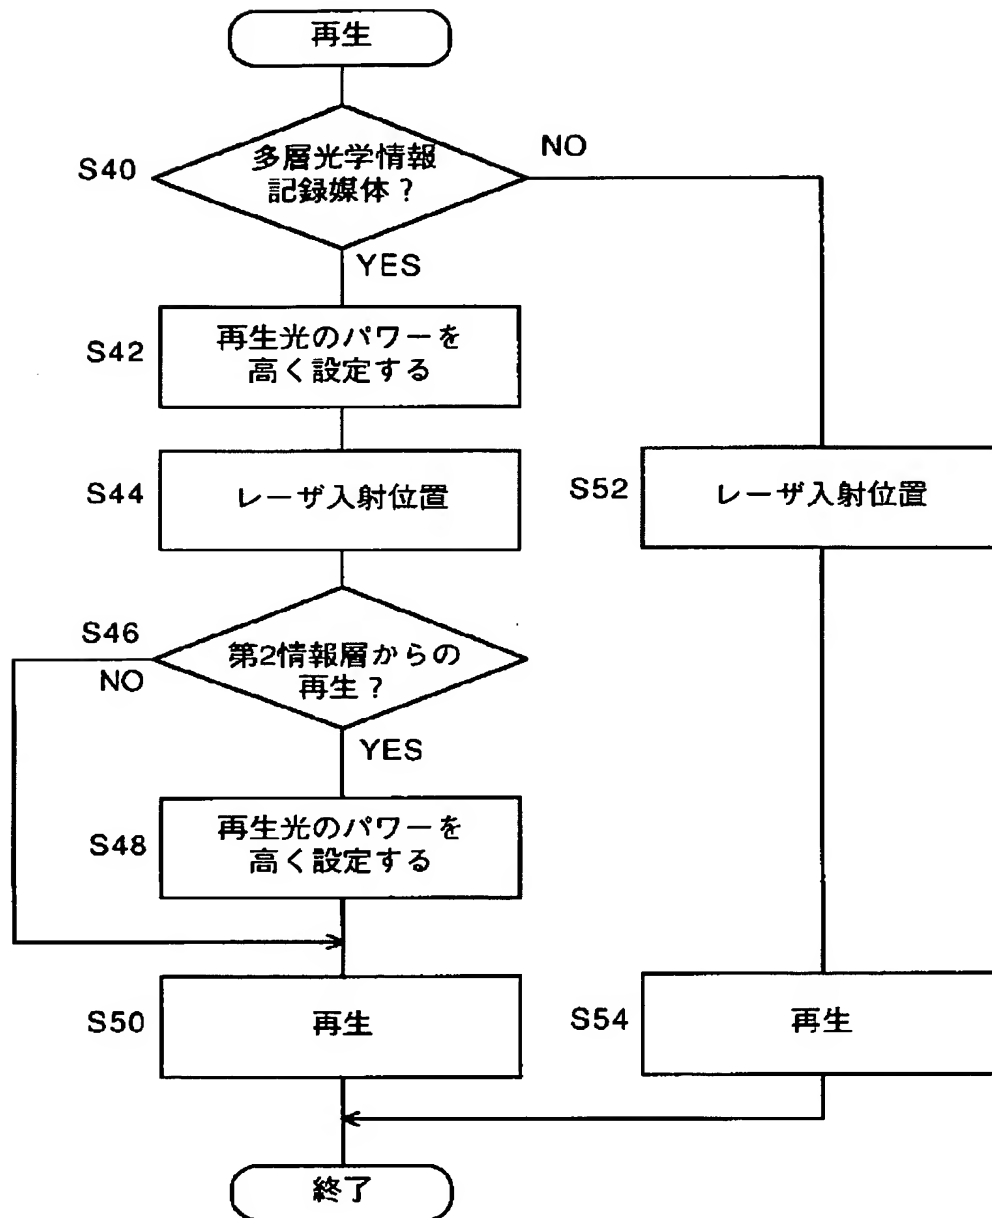 再生
S40
多層光学情報
記録媒体？
NO
YES
S42
再生光のパワーを
高く設定する
S44
レーザ入射位置
S52
レーザ入射位置
S46
NO
第2情報層からの
再生？
YES
S48
再生光のパワーを
高く設定する
S50
再生
S54
再生
終了